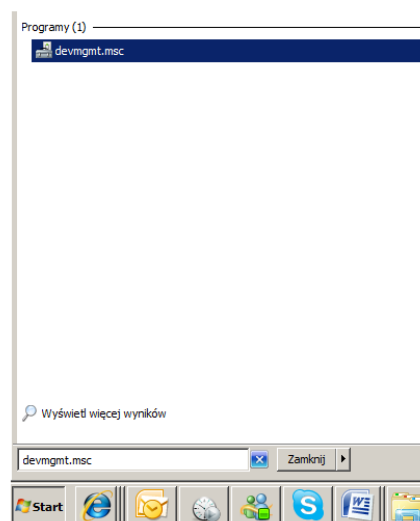 Programy (1)
devmgmt.msc
Wyświetl więcej wyników
devmgmt.msc
Zamknij
Start